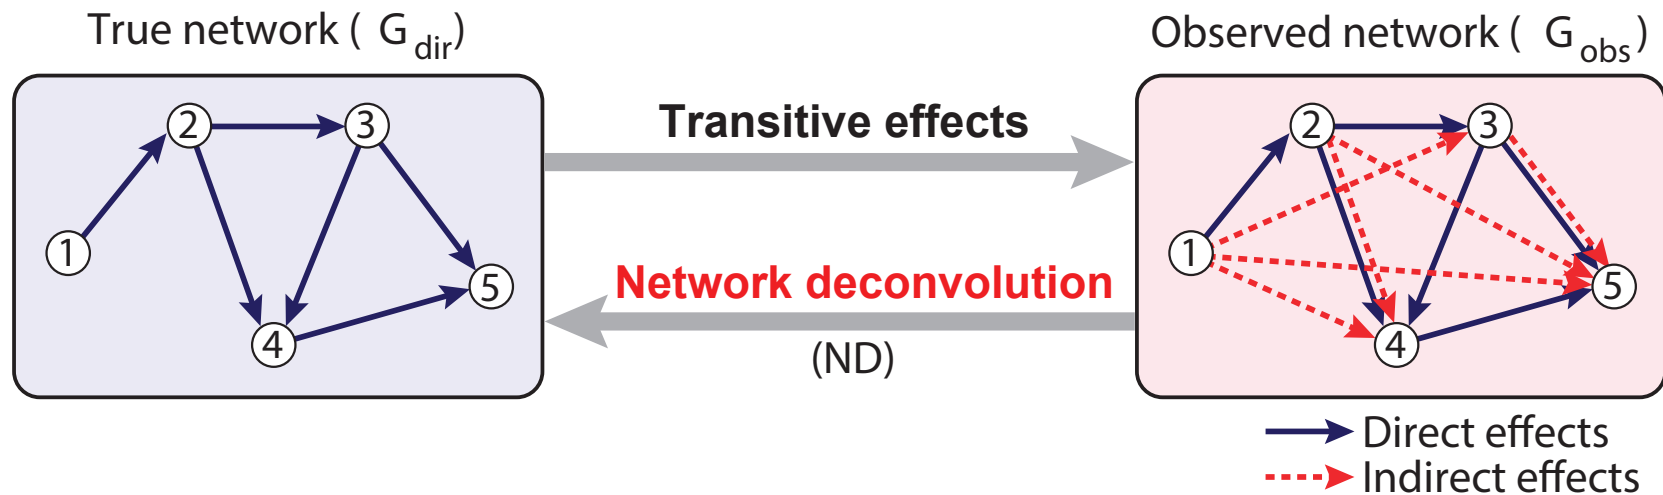 True network ( G dir)
Observed network ( G obs)
Transitive effects
Network deconvolution
(ND)
1
2
3
4
5
1
2
3
4
5
Direct effects
Indirect effects